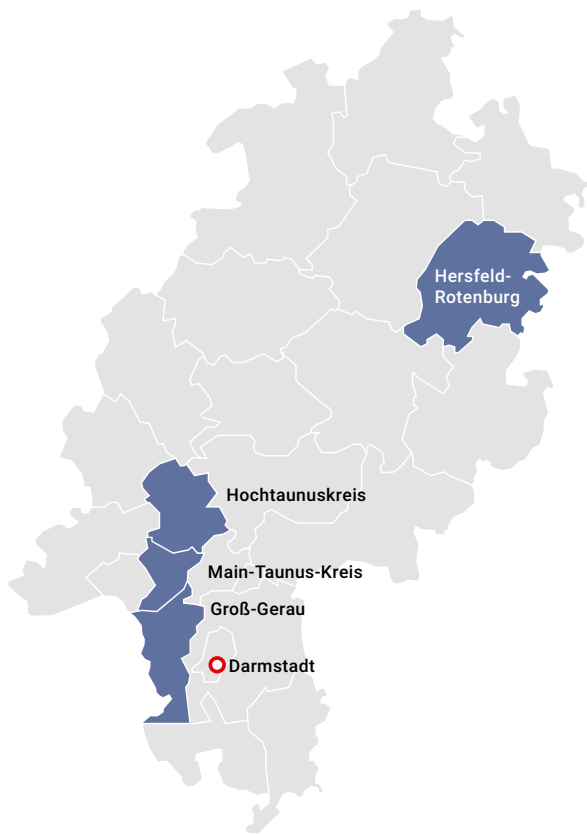 Hersfeld-
Rotenburg
Hochtaunuskreis
Main-Taunus-Kreis
Groß-Gerau
Darmstadt